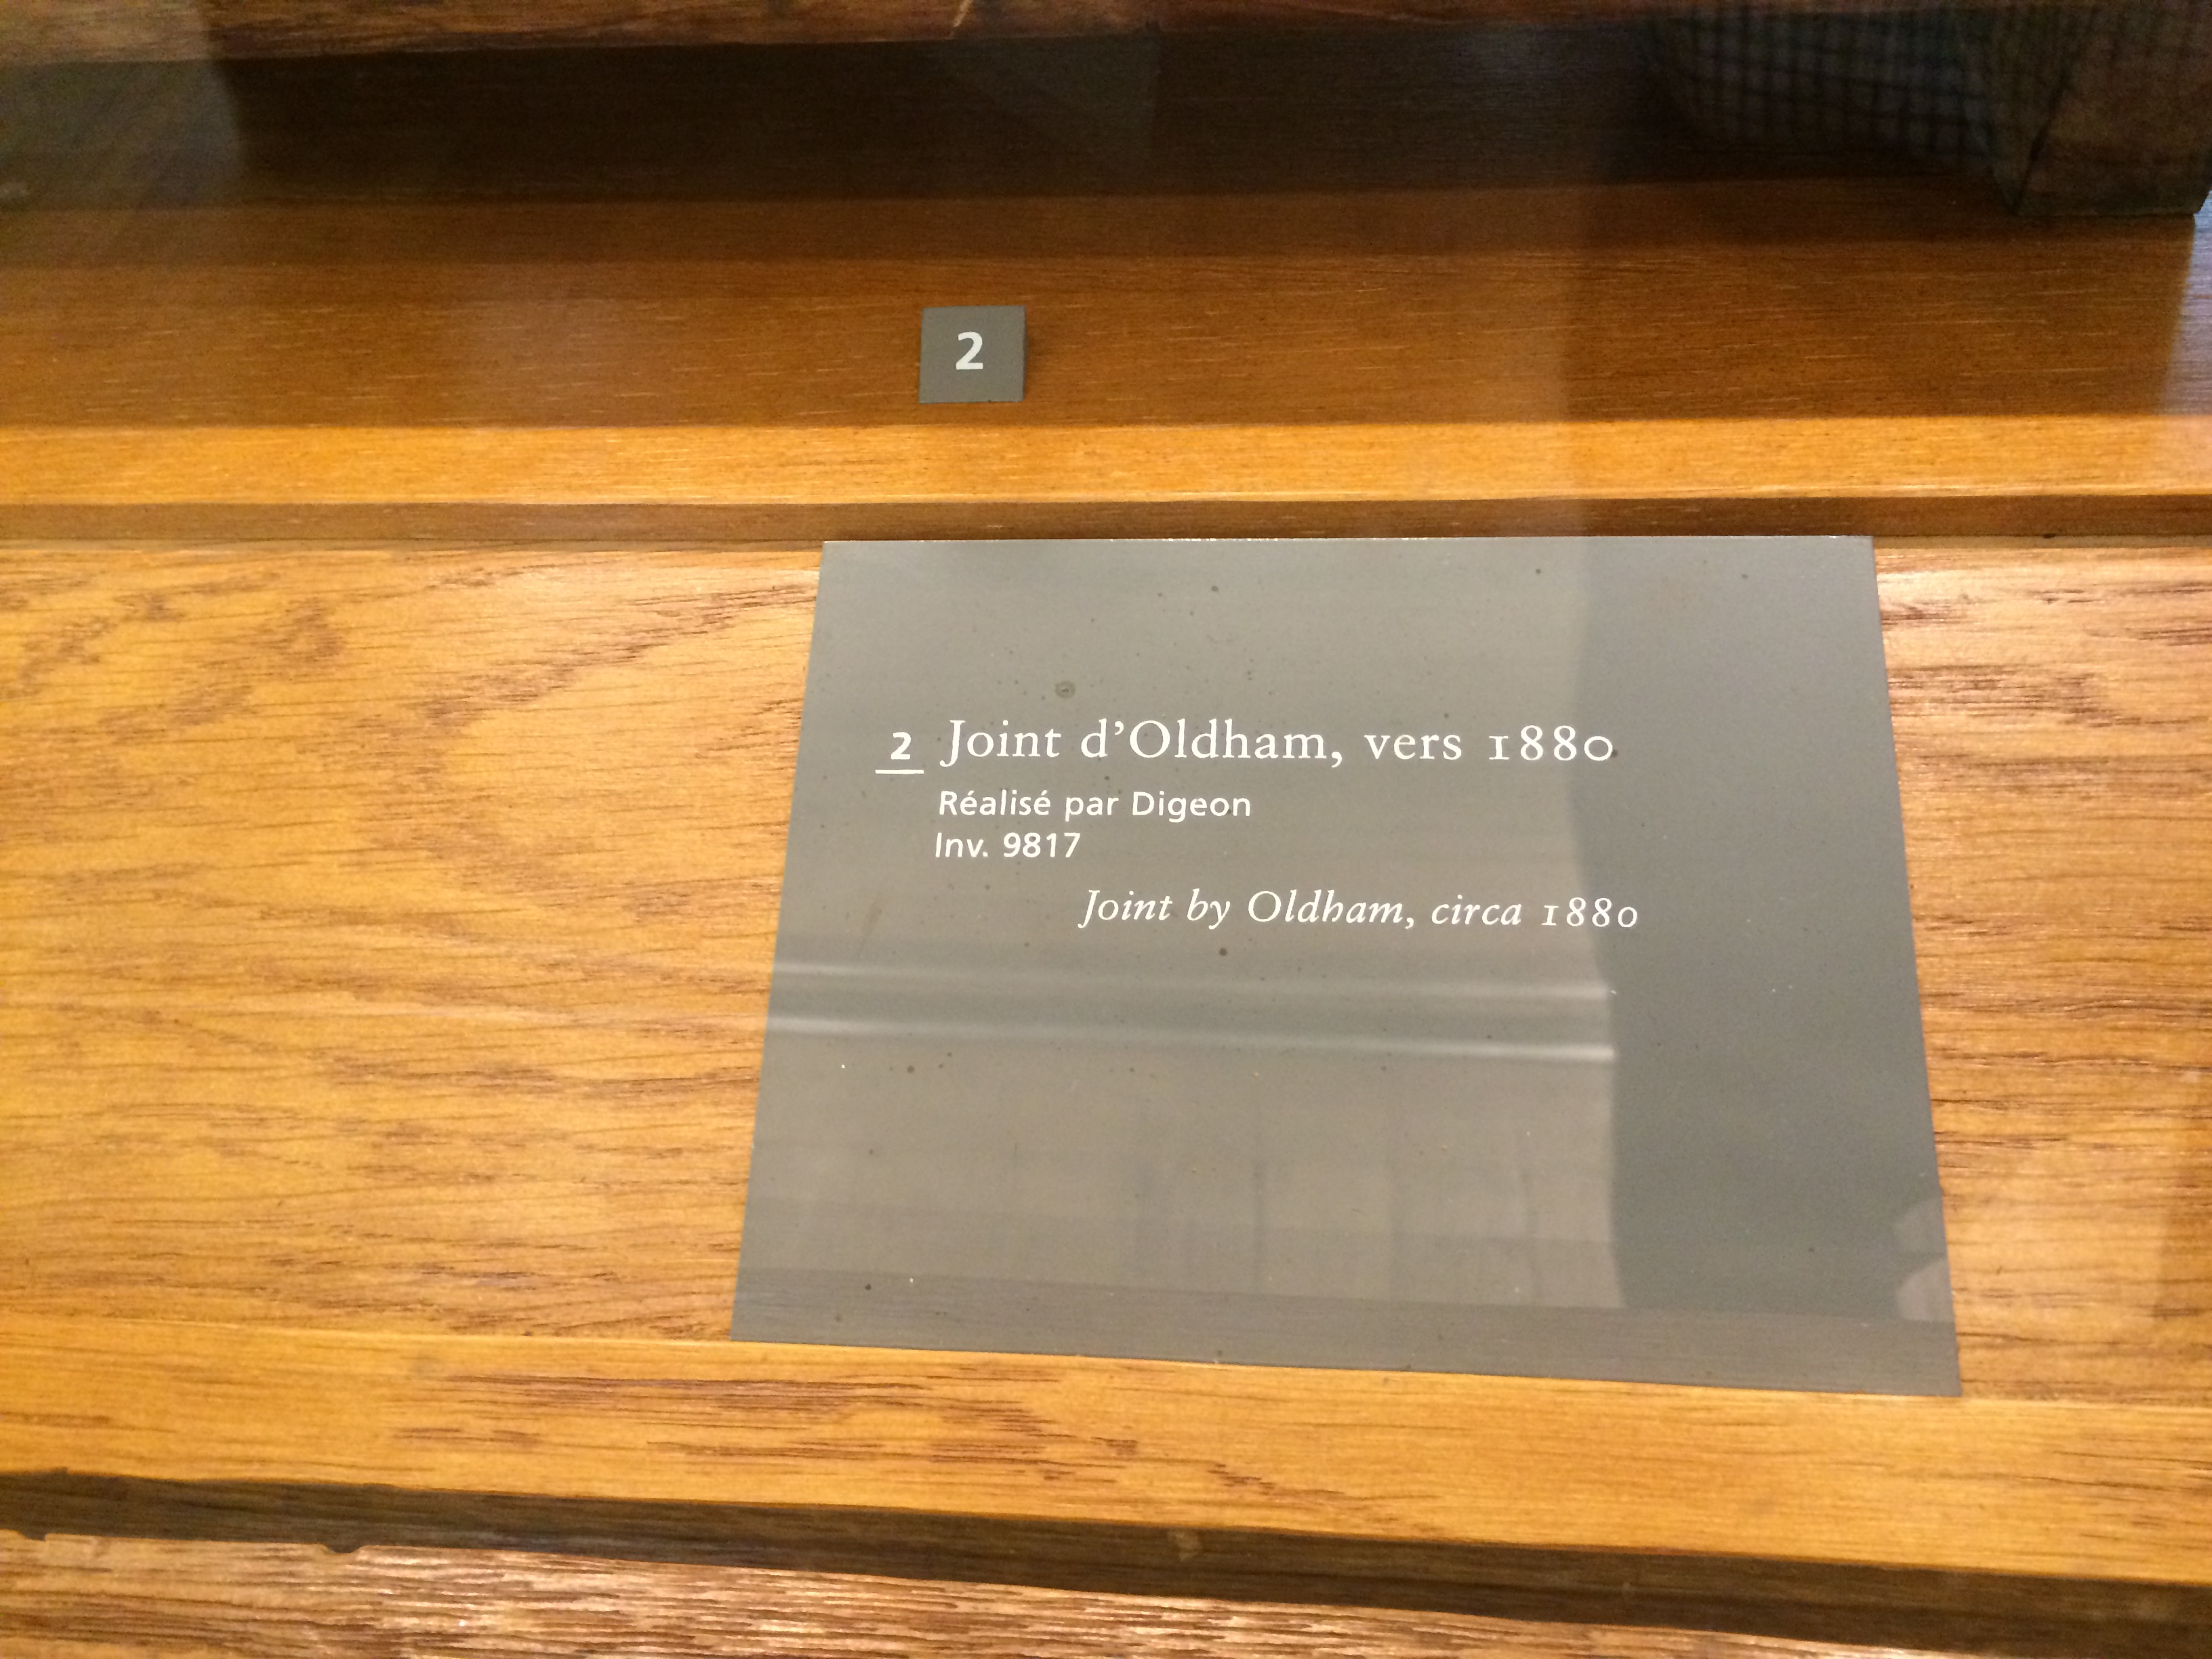 2
2 Joint d'Oldham, vers 1880
Réalisé par Digeon
Inv. 9817
Joint by Oldham, circa 1880